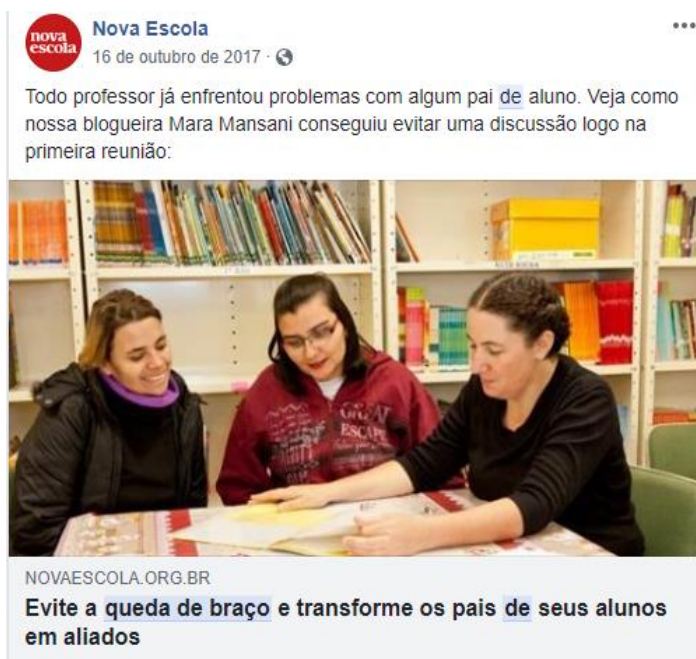 nova
escola
Nova Escola
16 de outubro de 2017 ·
Todo professor já enfrentou problemas com algum pai de aluno. Veja como
nossa blogueira Mara Mansani conseguiu evitar uma discussão logo na
primeira reunião:
GREAT
ESCAPE
NOVAESCOLA.ORG.BR
Evite a queda de braço e transforme os pais de seus alunos
em aliados